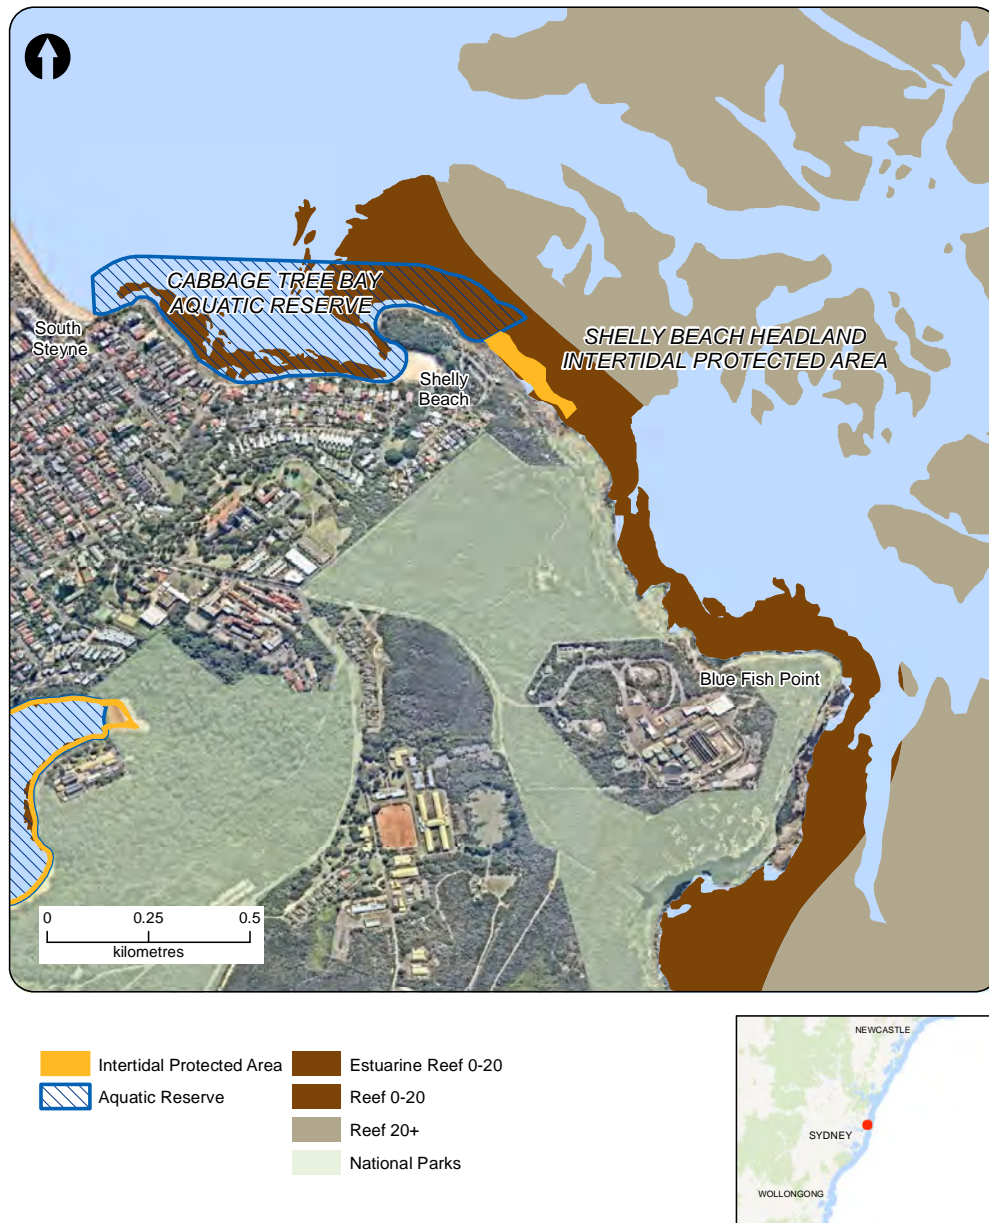 CABBAGE TREE BAY
AQUATIC RESERVE
South
Steyne
SHELLY BEACH HEADLAND
INTERTIDAL PROTECTED AREA
Shelly
Beach
Blue Fish Point
0 0.25 0.5
kilometres
Intertidal Protected Area
Aquatic Reserve
Estuarine Reef 0-20
Reef 0-20
Reef 20+
National Parks
NEWCASTLE
SYDNEY
WOLLONGONG